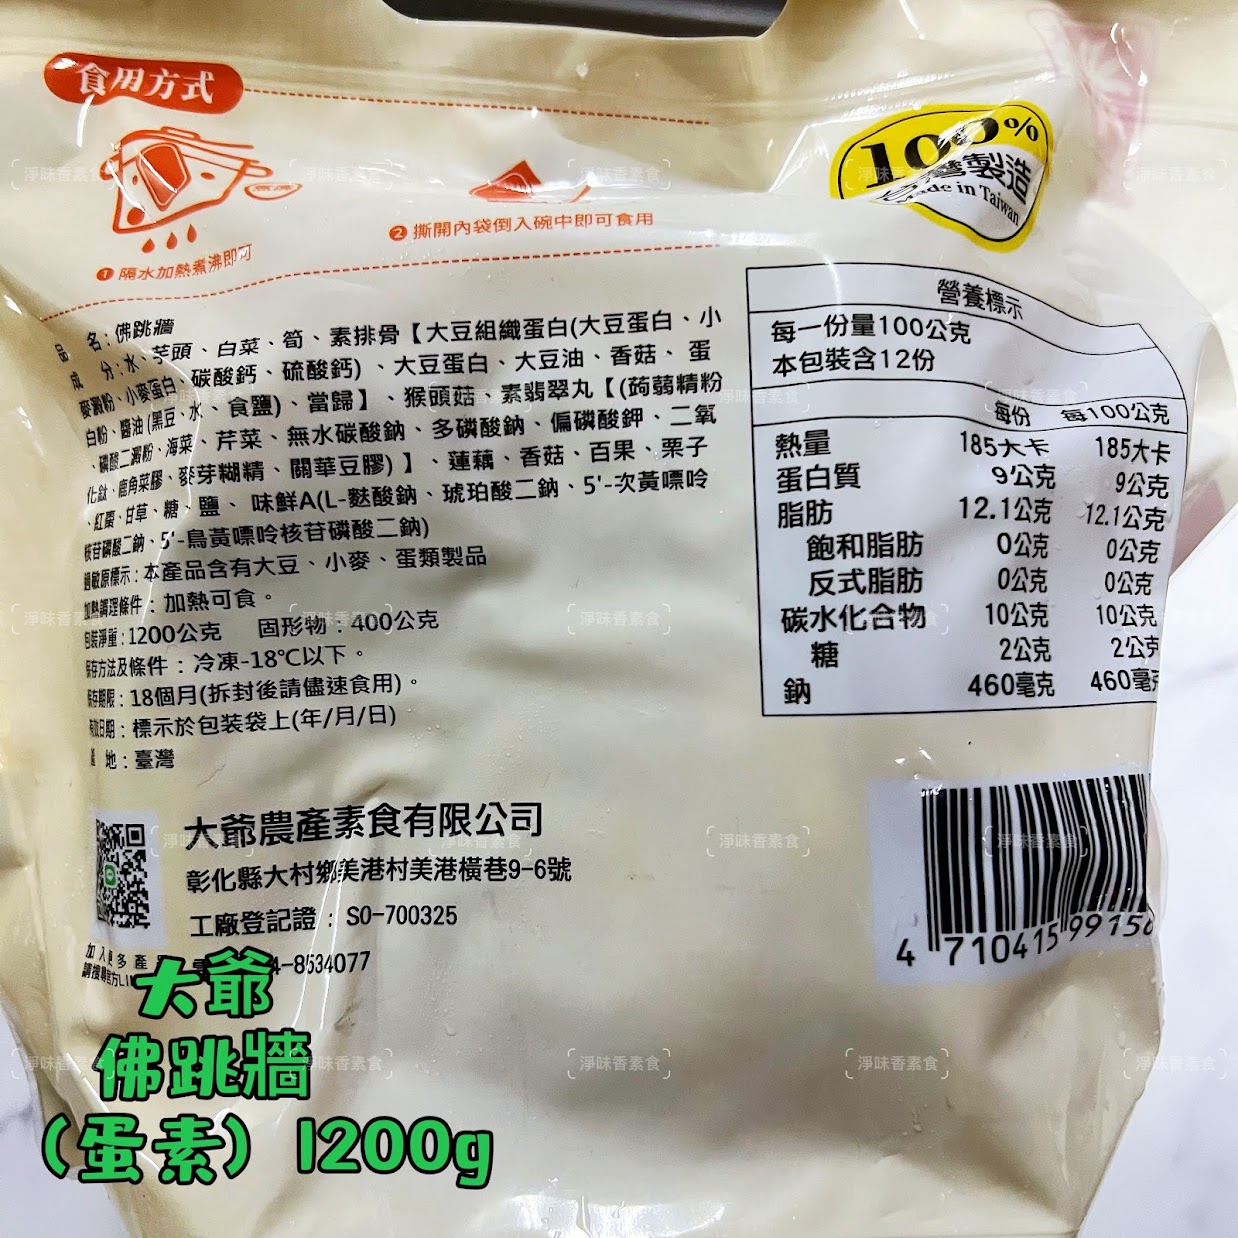 食用方式
❶ 隔水加熱煮沸即可
❷ 撕開內袋倒入碗中即可食用
100%
灣製造
Made in Taiwan
品 名：佛跳牆
成 分：水、芋頭、白菜、筍、素排骨【大豆組織蛋白(大豆蛋白、小
麥澱粉、小麥蛋白、碳酸鈣、硫酸鈣)、大豆蛋白、大豆油、香菇、蛋
白粉、醬油(黑豆、水、食鹽)、當歸】、猴頭菇、素翡翠丸【(蒟蒻精粉
、磷酸二澱粉、海菜、芹菜、無水碳酸鈉、多磷酸鈉、偏磷酸鉀、二氧
化鈦、鹿角菜膠、麥芽糊精、關華豆膠)】、蓮藕、香菇、百果、栗子
、紅棗、甘草、糖、鹽、味鮮A(L-麩酸鈉、琥珀酸二鈉、5'-次黃嘌呤
核苷磷酸二鈉、5'-鳥黃嘌呤核苷磷酸二鈉)
過敏原標示：本產品含有大豆、小麥、蛋類製品
加熱調理條件：加熱可食。
包裝淨重：1200公克 固形物：400公克
保存方法及條件：冷凍-18℃以下。
保存期限：18個月(拆封後請儘速食用)。
有效日期：標示於包裝袋上(年/月/日)
地：臺灣
營養標示
每一份量100公克
本包裝含12份
每份 每100公克
熱量 185大卡 185大卡
蛋白質 9公克 9公克
脂肪 12.1公克 12.1公克
飽和脂肪 0公克 0公克
反式脂肪 0公克 0公克
碳水化合物 10公克 10公克
糖 2公克 2公克
鈉 460毫克 460毫克
大爺農產素食有限公司
彰化縣大村鄉美港村美港橫巷9-6號
工廠登記證：S0-700325
4-8534077
4 710415 99156
大爺
佛跳牆
(蛋素) 1200g
淨味香素食